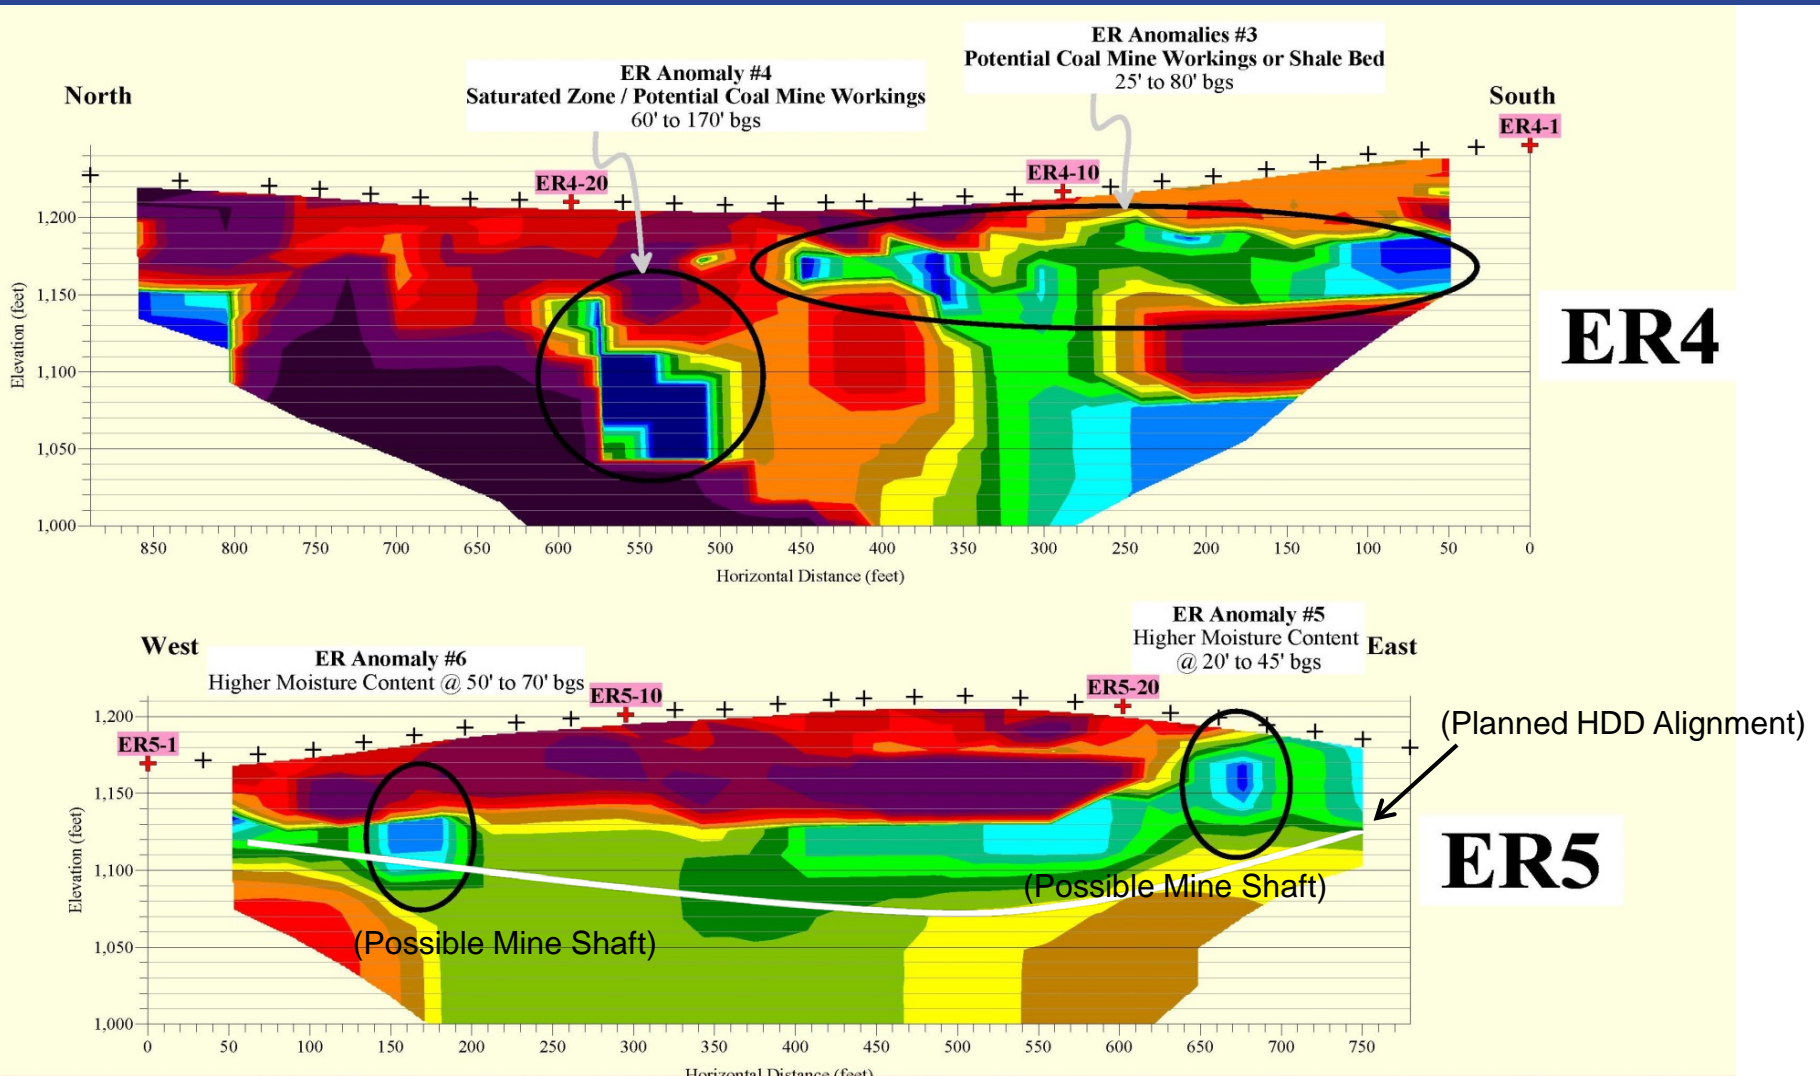 ER Anomalies #3
Potential Coal Mine Workings or Shale Bed
25' to 80' bgs
ER Anomaly #4
Saturated Zone / Potential Coal Mine Workings
60' to 170' bgs
North
South
ER4-1
ER4-10
ER4-20
1,200
1,150
1,100
1,050
1,000
Elevation (feet)
ER4
850 800 750 700 650 600 550 500 450 400 350 300 250 200 150 100 50 0
Horizontal Distance (feet)
ER Anomaly #5
Higher Moisture Content
@ 20' to 45' bgs
West
East
ER Anomaly #6
Higher Moisture Content @ 50' to 70' bgs
ER5-10
ER5-20
ER5-1
(Planned HDD Alignment)
1,200
1,150
1,100
1,050
1,000
Elevation (feet)
ER5
(Possible Mine Shaft)
(Possible Mine Shaft)
0 50 100 150 200 250 300 350 400 450 500 550 600 650 700 750
Horizontal Distance (feet)